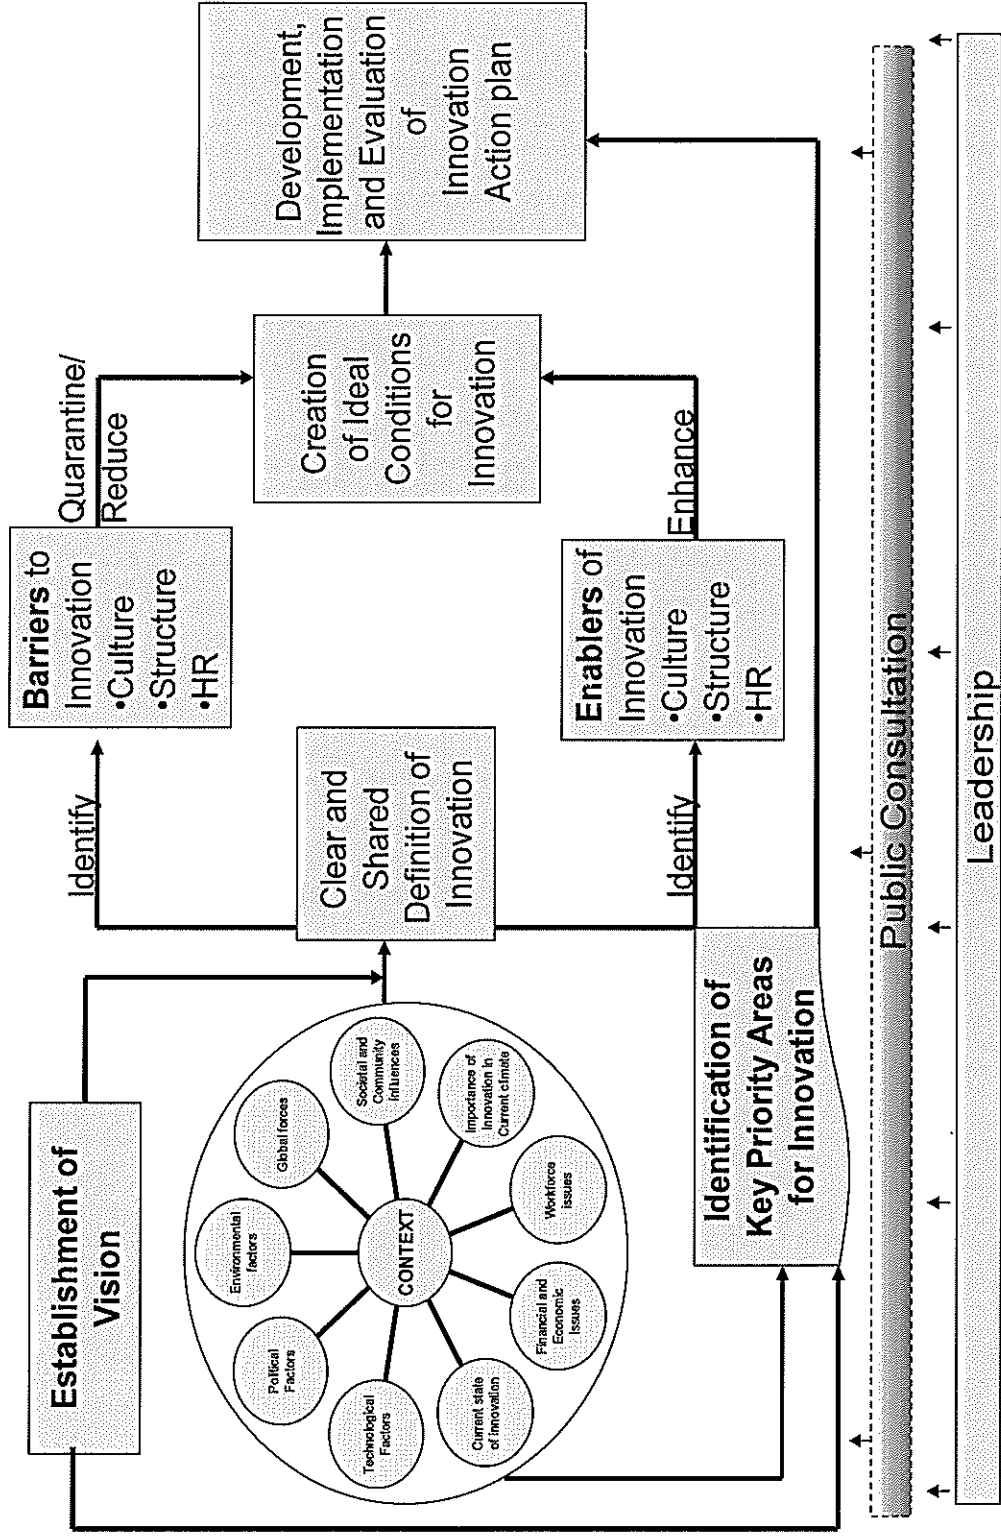 Establishment of
Vision
CONTEXT
Environmental
factors
Global forces
Societal and
Community
Influences
Importance of
Innovation in
Current climate
Workforce
issues
Financial and
Economic
Issues
Current state
of innovation
Technological
Factors
Political
Factors
Identification of
Key Priority Areas
for Innovation
Clear and
Shared
Definition of
Innovation
Identify
Identify
Barriers to
Innovation
•Culture
•Structure
•HR
Enablers of
Innovation
•Culture
•Structure
•HR
Quarantine/
Reduce
Enhance
Creation
of Ideal
Conditions
for
Innovation
Development,
Implementation
and Evaluation
of
Innovation
Action plan
Public Consultation
Leadership